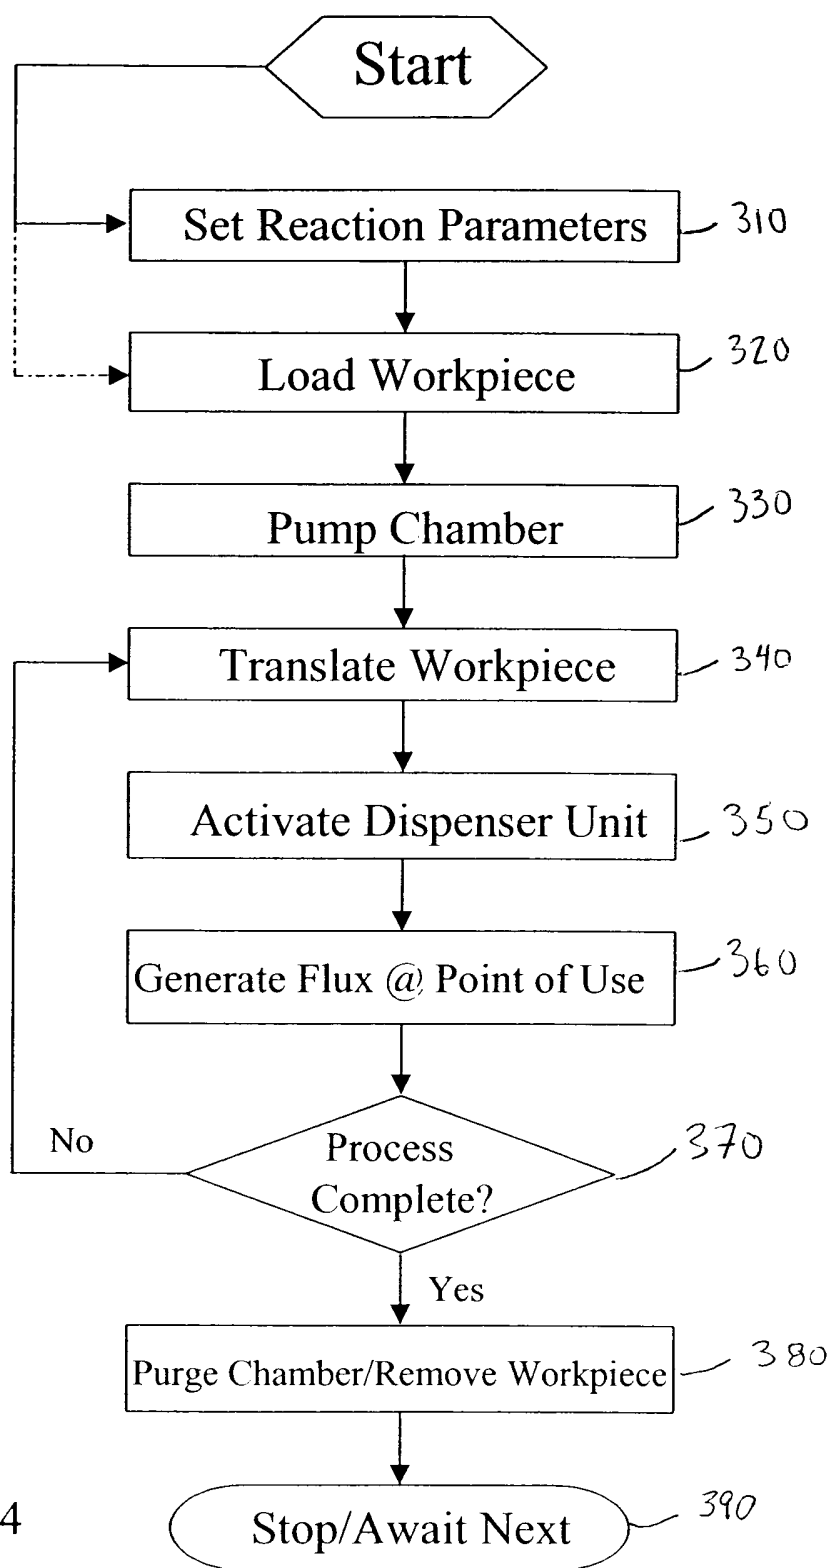 Start
Set Reaction Parameters 310
Load Workpiece 320
Pump Chamber 330
Translate Workpiece 340
Activate Dispenser Unit 350
Generate Flux @ Point of Use 360
No
Process
Complete?
370
Yes
Purge Chamber/Remove Workpiece 380
4
Stop/Await Next 390